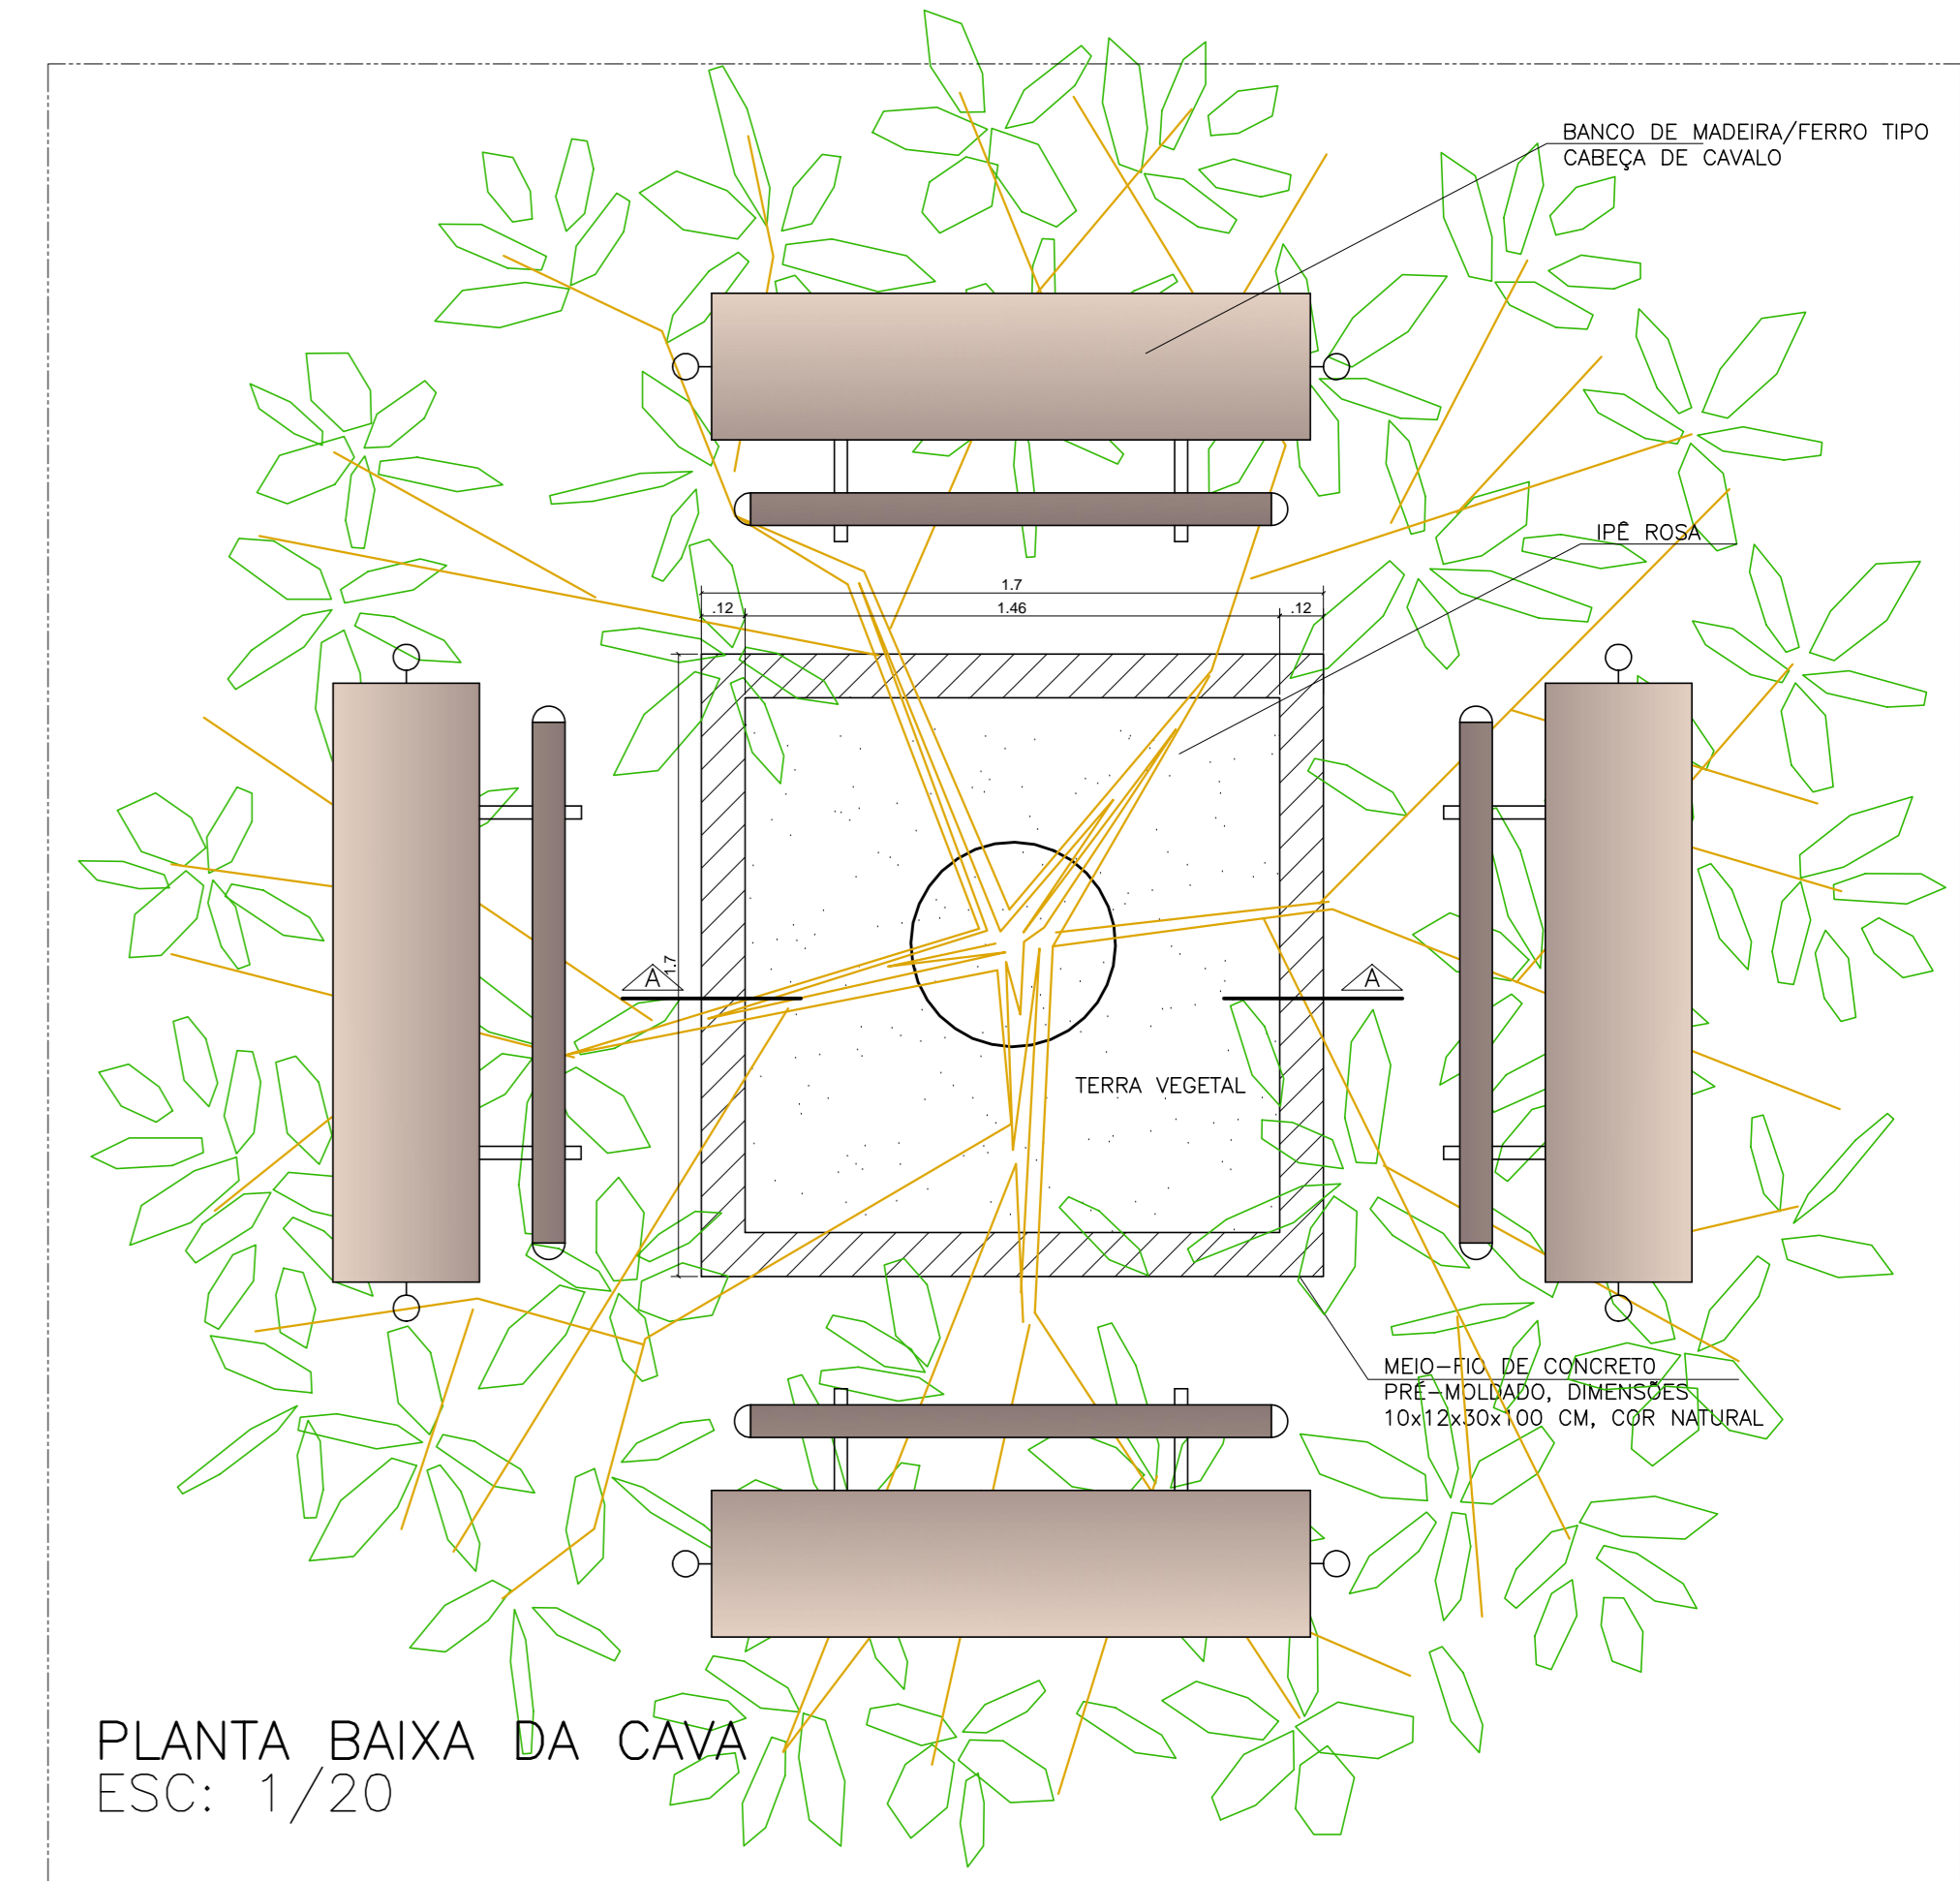 BANCO DE MADEIRA/FERRO TIPO
CABEÇA DE CAVALO
IPÊ ROSA
1.7
.12
1.46
.12
A
1.7
A
TERRA VEGETAL
MEIO-FIO DE CONCRETO
PRÉ-MOLDADO, DIMENSÕES
10x12x30x100 CM, COR NATURAL
PLANTA BAIXA DA CAVA
ESC: 1/20